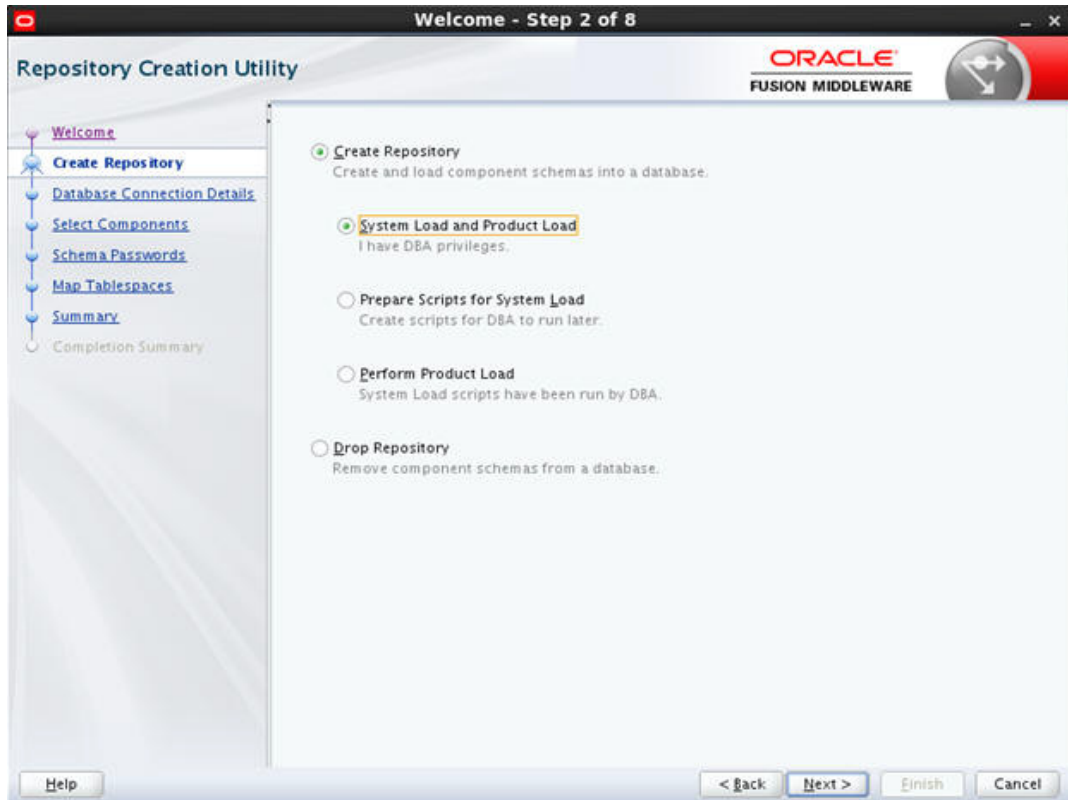 Welcome - Step 2 of 8
Repository Creation Utility
ORACLE
FUSION MIDDLEWARE
Welcome
Create Repository
Database Connection Details
Select Components
Schema Passwords
Map Tablespaces
Summary
Completion Summary
Create Repository
Create and load component schemas into a database.
System Load and Product Load
I have DBA privileges.
Prepare Scripts for System Load
Create scripts for DBA to run later.
Perform Product Load
System Load scripts have been run by DBA.
Drop Repository
Remove component schemas from a database.
Help
< Back
Next >
Finish
Cancel